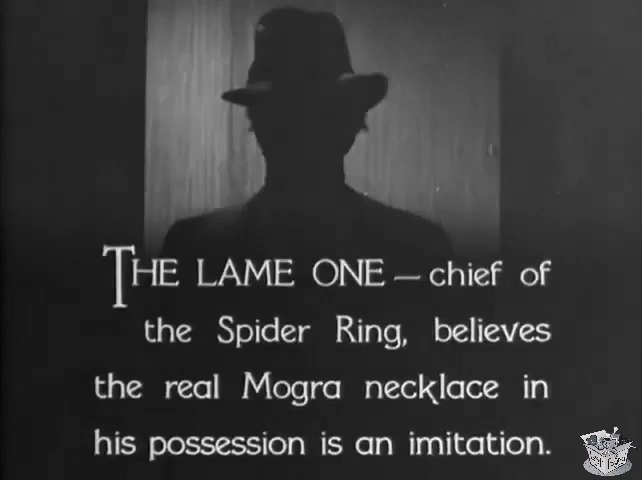 THE LAME ONE — chief of
the Spider Ring, believes
the real Mogra necklace in
his possession is an imitation.